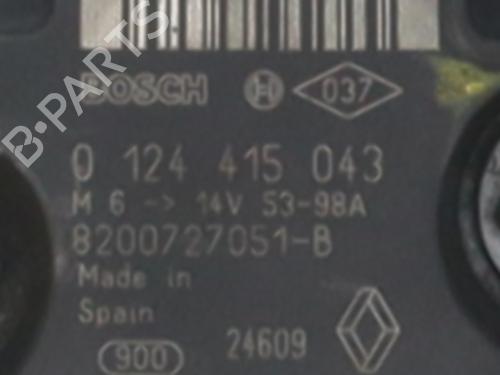 B-PARTS
BOSCH 037
0 124 415 043
M 6 -> 14V 53-98A
8200727051-B
Made in
Spain
900 24609